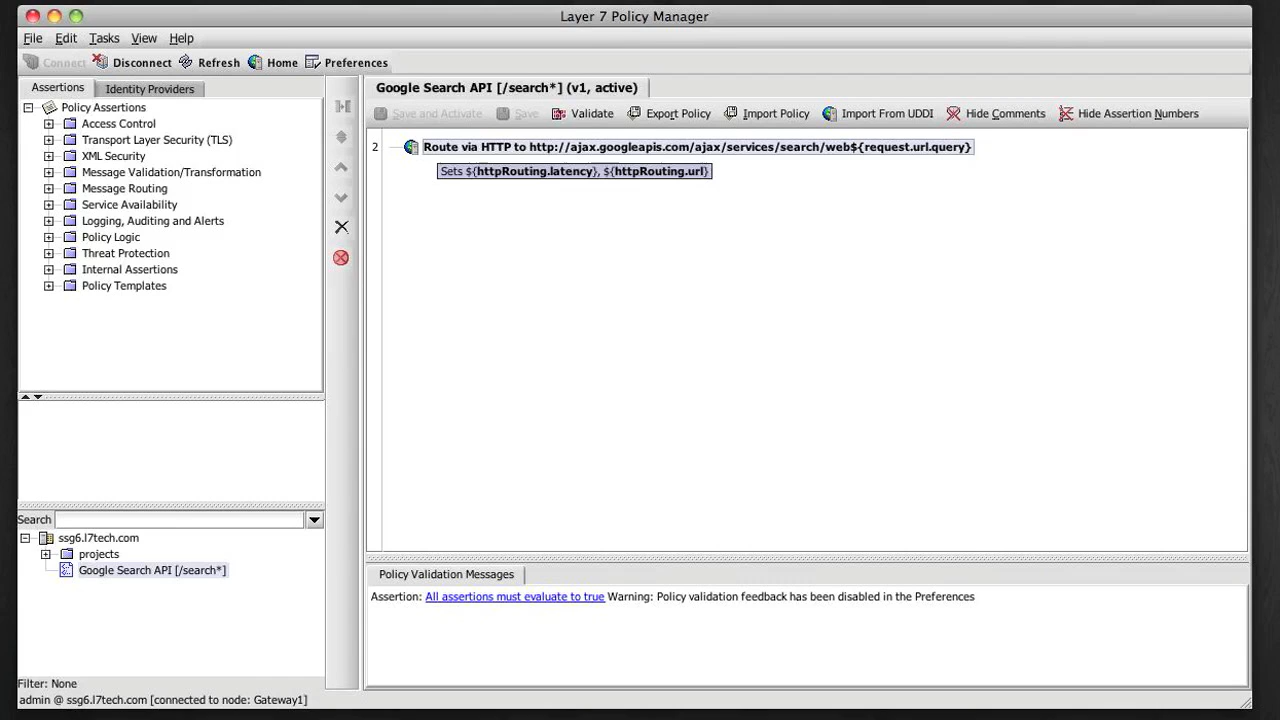 Layer 7 Policy Manager
File Edit Tasks View Help
Connect Disconnect Refresh Home Preferences
Assertions Identity Providers
Policy Assertions
Access Control
Transport Layer Security (TLS)
XML Security
Message Validation/Transformation
Message Routing
Service Availability
Logging, Auditing and Alerts
Policy Logic
Threat Protection
Internal Assertions
Policy Templates
Search
ssg6.l7tech.com
projects
Google Search API [/search*]
Filter: None
admin @ ssg6.l7tech.com [connected to node: Gateway1]
Google Search API [/search*] (v1, active)
Save and Activate Save Validate Export Policy Import Policy Import From UDDI Hide Comments Hide Assertion Numbers
2 Route via HTTP to http://ajax.googleapis.com/ajax/services/search/web${request.url.query}
Sets ${httpRouting.latency}, ${httpRouting.url}
Policy Validation Messages
Assertion: All assertions must evaluate to true Warning: Policy validation feedback has been disabled in the Preferences